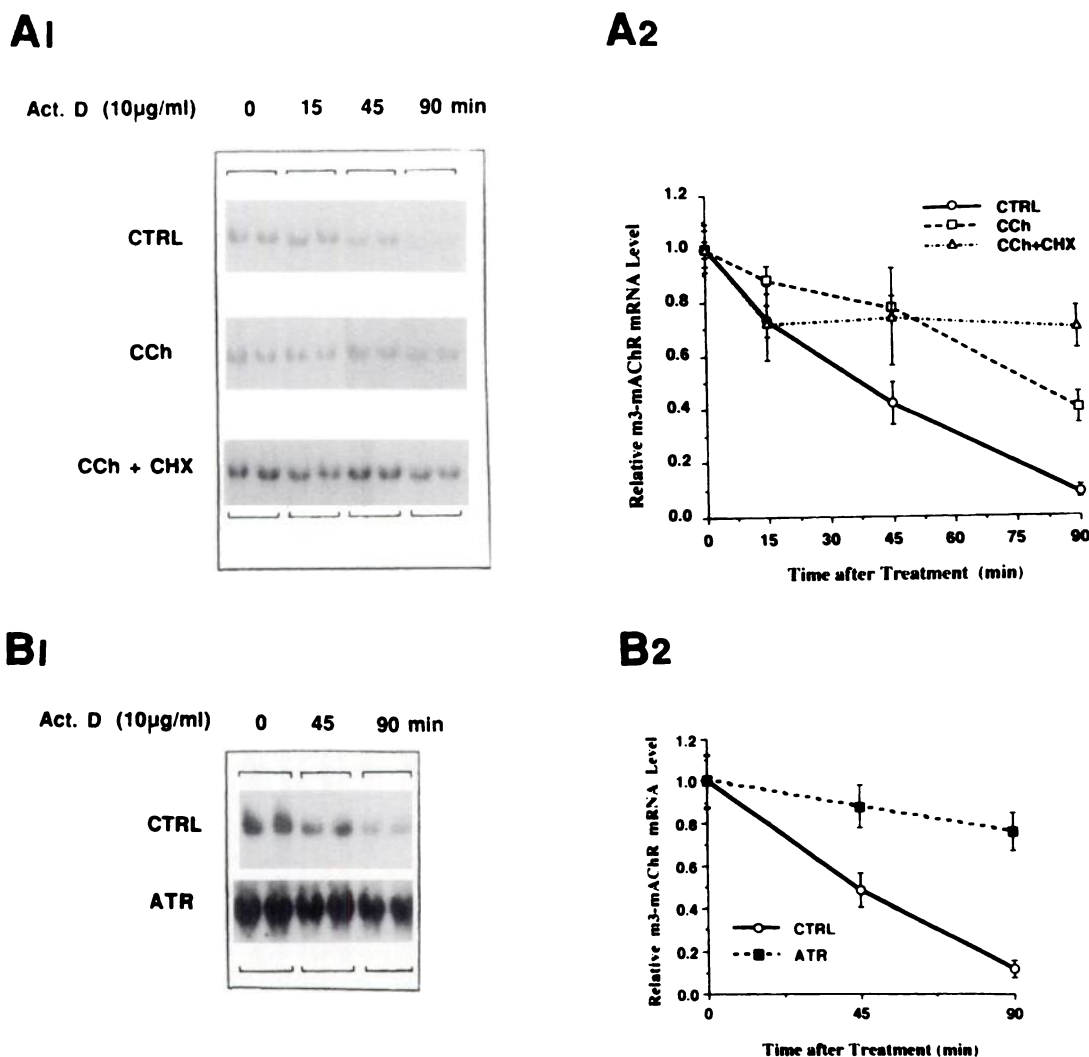 A1
Act. D (10µg/ml) 0 15 45 90 min
CTRL
CCh
CCh + CHX
A2
Relative m3-mAChR mRNA Level
1.2
1.0
0.8
0.6
0.4
0.2
0.0
0 15 30 45 60 75 90
Time after Treatment (min)
CTRL
CCh
CCh+CHX
B1
Act. D (10µg/ml) 0 45 90 min
CTRL
ATR
B2
Relative m3-mAChR mRNA Level
1.2
1.0
0.8
0.6
0.4
0.2
0.0
0 45 90
Time after Treatment (min)
CTRL
ATR